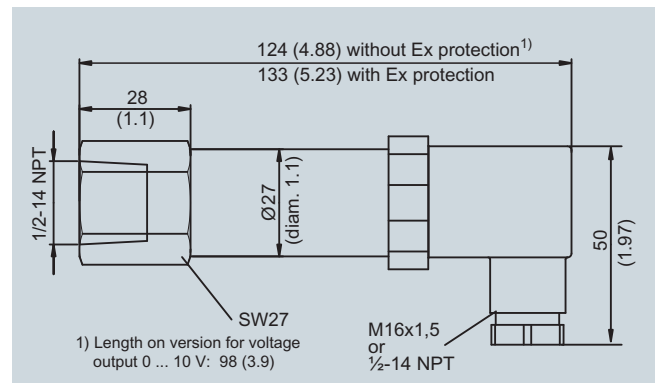 124 (4.88) without Ex protection1)
133 (5.23) with Ex protection
28
(1.1)
1/2-14 NPT
Ø27
(diam. 1.1)
50
(1.97)
SW27
1) Length on version for voltage
output 0 ... 10 V: 98 (3.9)
M16x1,5
or
½-14 NPT